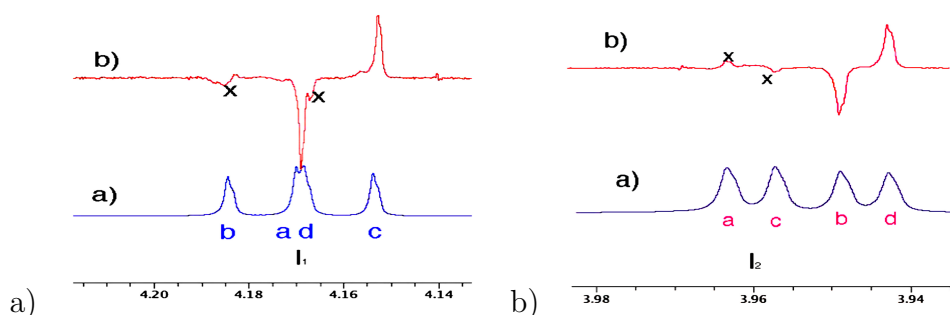 b)
x
x
a)
b
a d
c
I₁
4.20
4.18
4.16
4.14
a)
b)
x
x
a)
a
c
b
d
I₂
3.98
3.96
3.94
b)